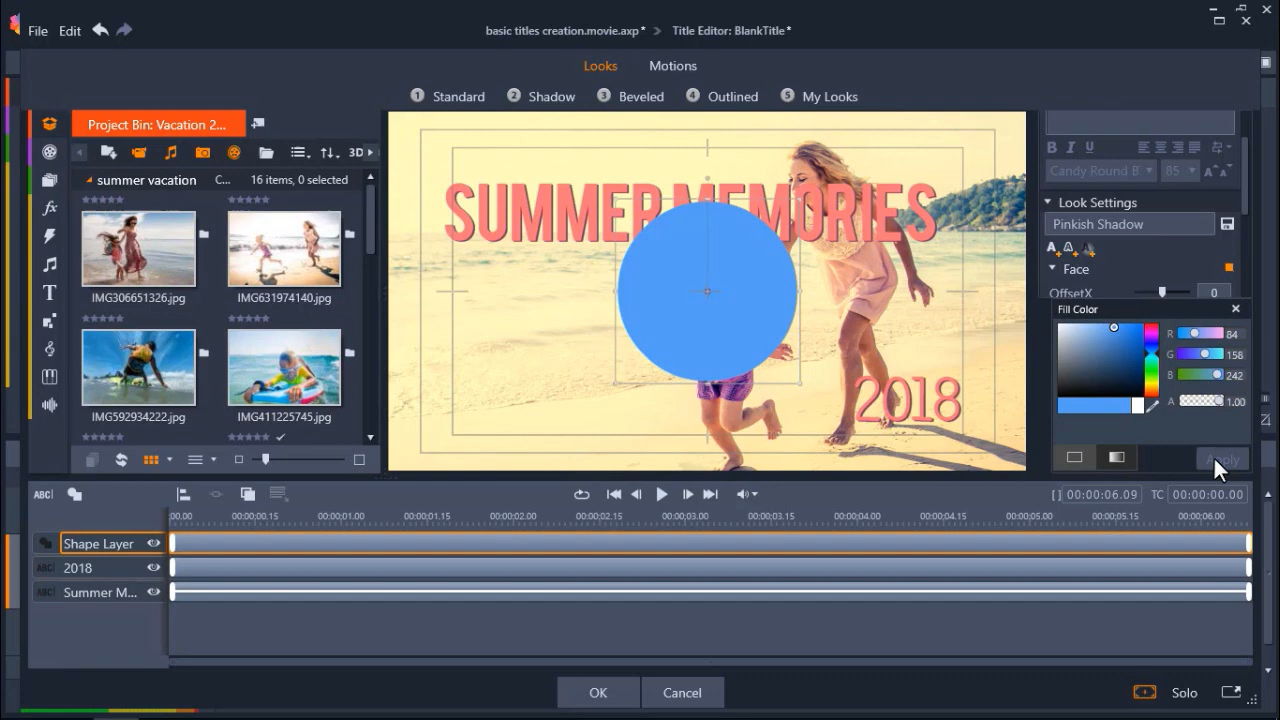 File Edit
basic titles creation.movie.axp* > Title Editor: BlankTitle*
Looks Motions
1 Standard 2 Shadow 3 Beveled 4 Outlined 5 My Looks
Project Bin: Vacation 2...
3D
summer vacation C... 16 items, 0 selected
IMG306651326.jpg IMG631974140.jpg
IMG592934222.jpg IMG411225745.jpg
SUMMER MEMORIES
2018
B I U
Candy Round BT 85
Look Settings
Pinkish Shadow
Face
OffsetX 0
Fill Color
R 84
G 158
B 242
A 1.00
Apply
ABC
[ ] 00:00:06.09 TC 00:00:00.00
:00.00 00:00:00.15 00:00:01.00 00:00:01.15 00:00:02.00 00:00:02.15 00:00:03.00 00:00:03.15 00:00:04.00 00:00:04.15 00:00:05.00 00:00:05.15 00:00:06.00
Shape Layer
ABC 2018
ABC Summer M...
OK Cancel
Solo